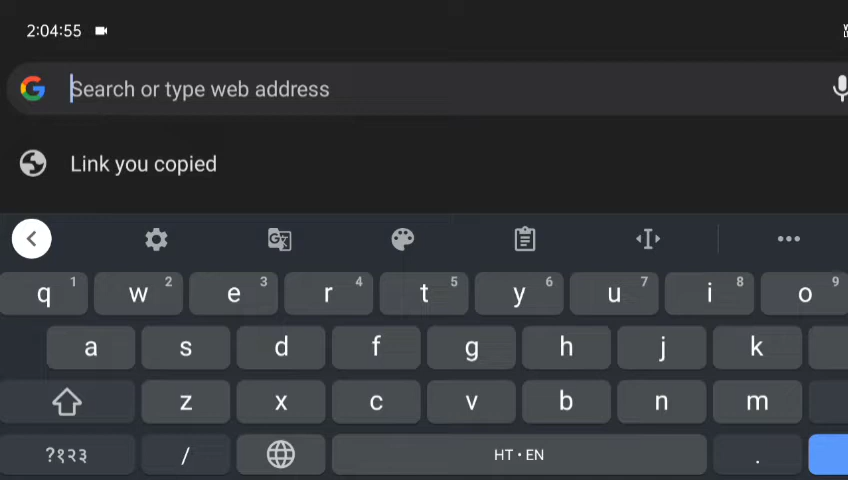 2:04:55
Search or type web address
Link you copied
q 1 w 2 e 3 r 4 t 5 y 6 u 7 i 8 o 9
a s d f g h j k
z x c v b n m
?१२३ / HT • EN .